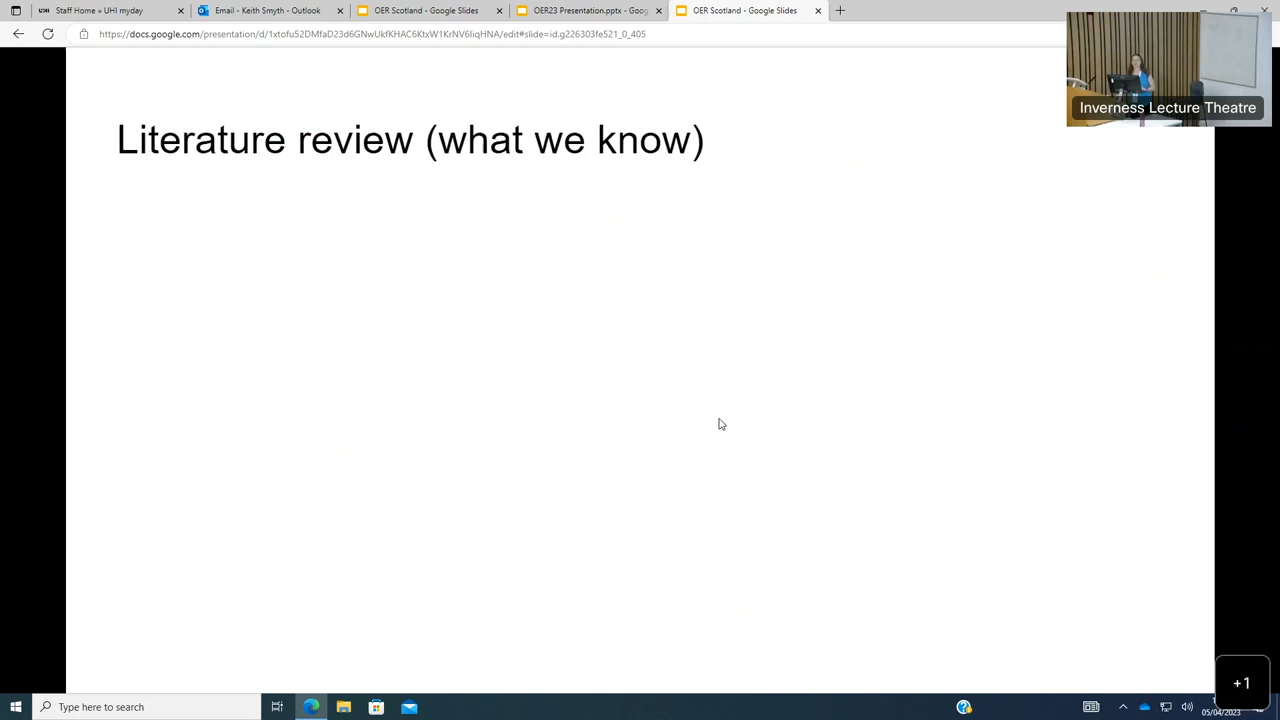 Staff Home » UHI myday
Email - Keith Smyth - Outlook
OER Scotland - Google Slides
OER23 Presentation.pptx - Goog
OER Scotland - Google Slides
https://docs.google.com/presentation/d/1xtofu52DMfaD23d6GNwUkfKHAC6KtxW1KrNV6IiqHNA/edit#slide=id.g226303fe521_0_405
Inverness Lecture Theatre
Literature review (what we know)
+1
Type here to search
05/04/2023